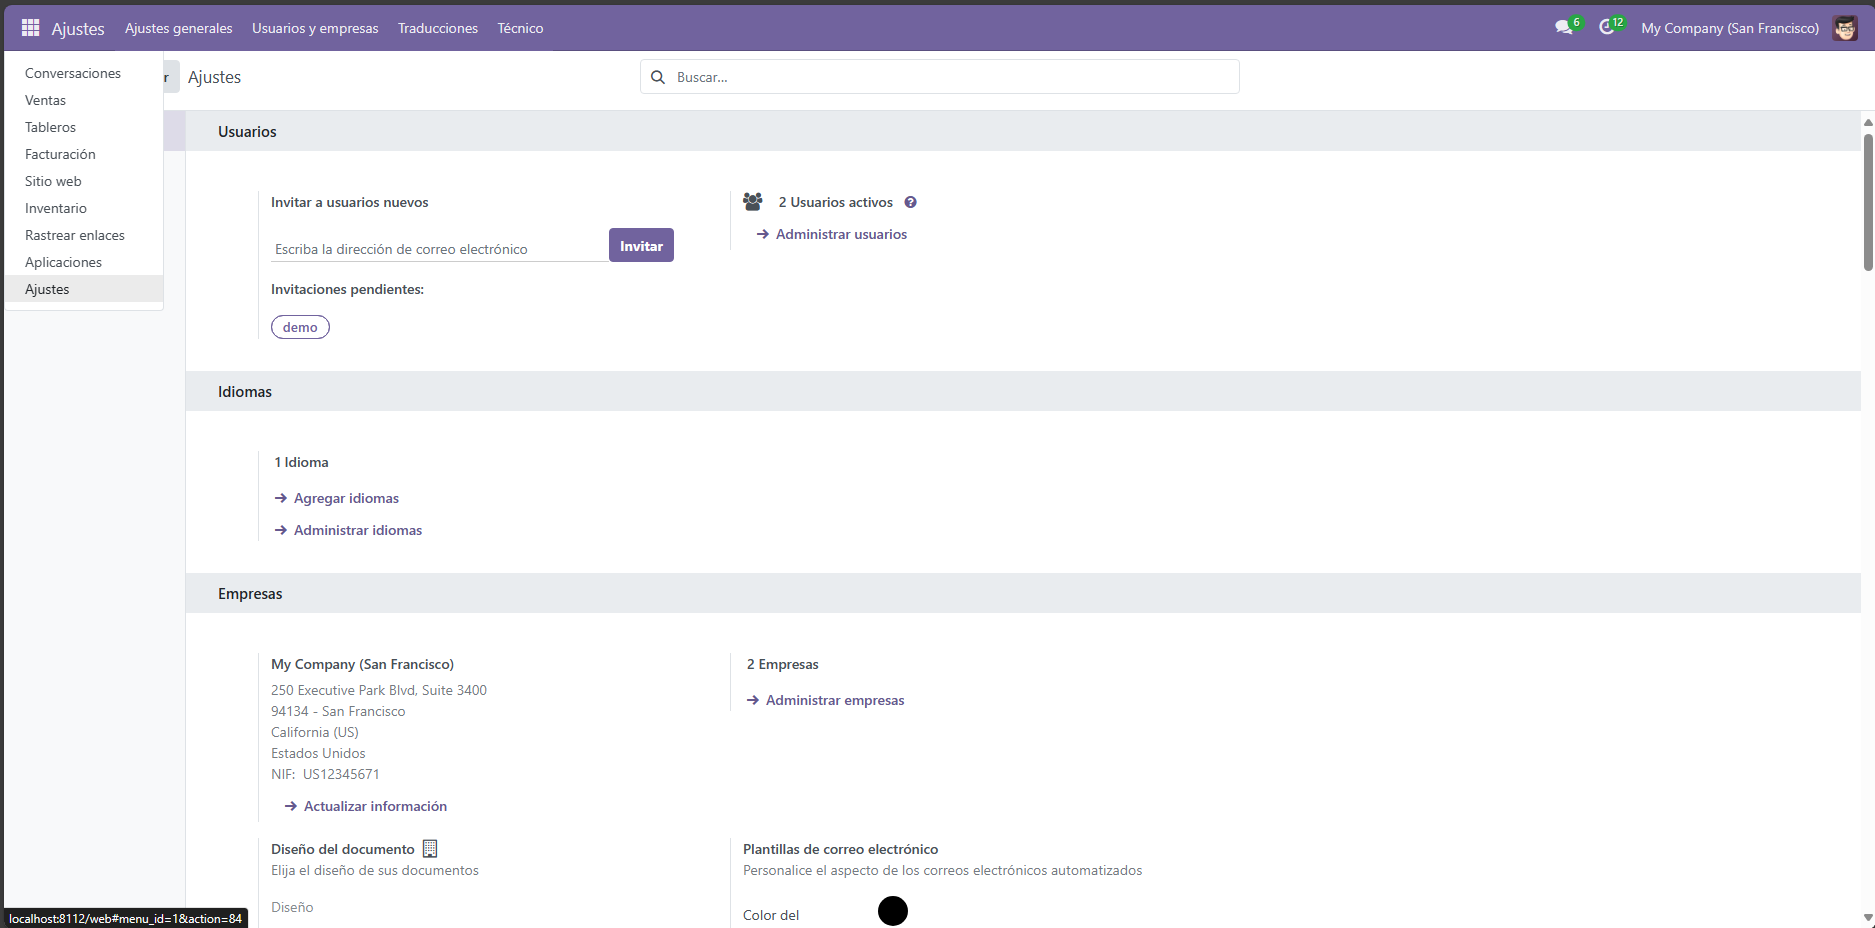 Ajustes Ajustes generales Usuarios y empresas Traducciones Técnico 6 12 My Company (San Francisco)
Conversaciones
Ventas
Tableros
Facturación
Sitio web
Inventario
Rastrear enlaces
Aplicaciones
Ajustes
r Ajustes Buscar...
Usuarios
Invitar a usuarios nuevos
Escriba la dirección de correo electrónico Invitar
Invitaciones pendientes:
demo
2 Usuarios activos ?
→ Administrar usuarios
Idiomas
1 Idioma
→ Agregar idiomas
→ Administrar idiomas
Empresas
My Company (San Francisco)
250 Executive Park Blvd, Suite 3400
94134 - San Francisco
California (US)
Estados Unidos
NIF: US12345671
→ Actualizar información
2 Empresas
→ Administrar empresas
Diseño del documento
Elija el diseño de sus documentos
Diseño
Plantillas de correo electrónico
Personalice el aspecto de los correos electrónicos automatizados
Color del
localhost:8112/web#menu_id=1&action=84